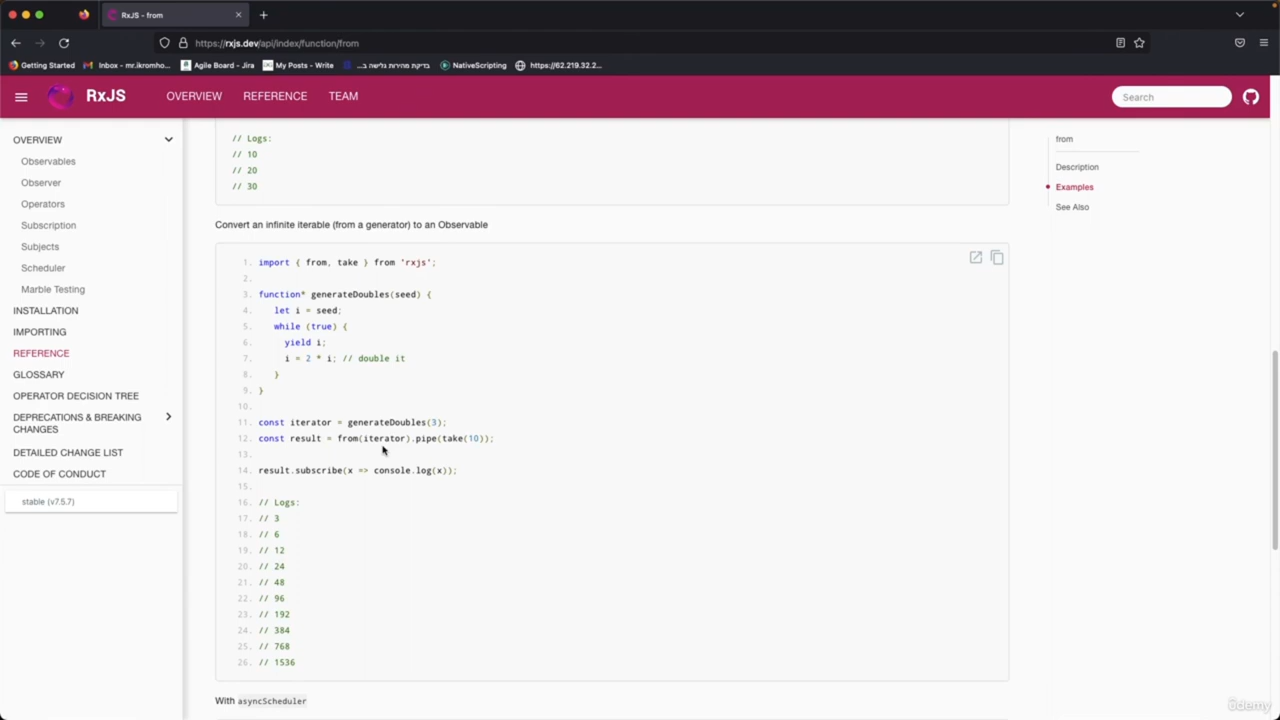 RxJS - from
https://rxjs.dev/api/index/function/from
Getting Started
Inbox - mr.ikromho...
Agile Board - Jira
My Posts - Write
בדיקת מהירות גלישה ב...
NativeScripting
https://62.219.32.2...
RxJS
OVERVIEW
REFERENCE
TEAM
Search
OVERVIEW
Observables
Observer
Operators
Subscription
Subjects
Scheduler
Marble Testing
INSTALLATION
IMPORTING
REFERENCE
GLOSSARY
OPERATOR DECISION TREE
DEPRECATIONS & BREAKING
CHANGES
DETAILED CHANGE LIST
CODE OF CONDUCT
stable (v7.5.7)
// Logs:
// 10
// 20
// 30
Convert an infinite iterable (from a generator) to an Observable
1. import { from, take } from 'rxjs';
2.
3. function* generateDoubles(seed) {
4. let i = seed;
5. while (true) {
6. yield i;
7. i = 2 * i; // double it
8. }
9. }
10.
11. const iterator = generateDoubles(3);
12. const result = from(iterator).pipe(take(10));
13.
14. result.subscribe(x => console.log(x));
15.
16. // Logs:
17. // 3
18. // 6
19. // 12
20. // 24
21. // 48
22. // 96
23. // 192
24. // 384
25. // 768
26. // 1536
With asyncScheduler
from
Description
Examples
See Also
ûdemy